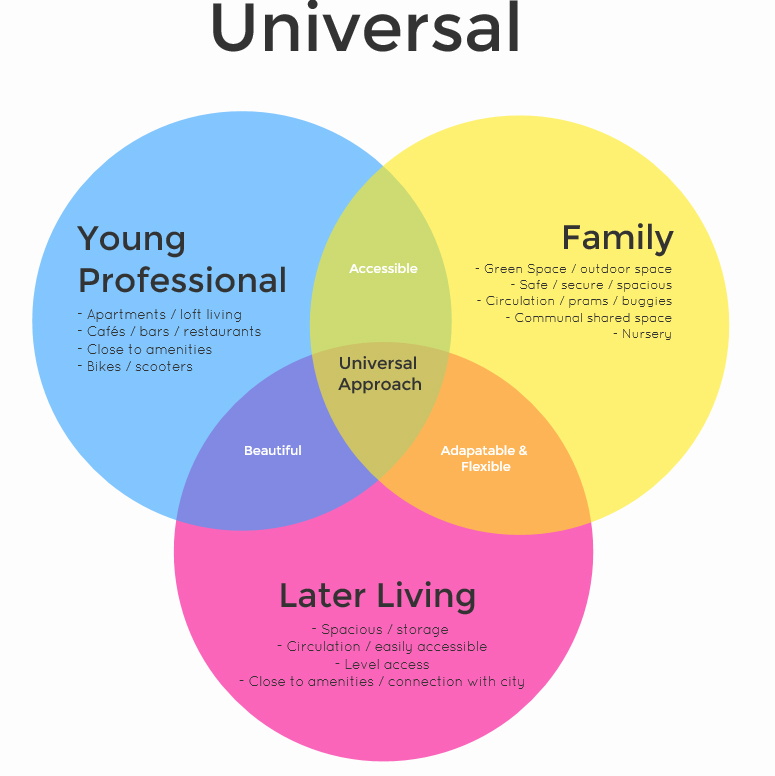 Universal
Young
Professional
- Apartments / loft living
- Cafés / bars / restaurants
- Close to amenities
- Bikes / scooters
Family
- Green Space / outdoor space
- Safe / secure / spacious
- Circulation / prams / buggies
- Communal shared space
- Nursery
Accessible
Universal
Approach
Beautiful
Adapatable &
Flexible
Later Living
- Spacious / storage
- Circulation / easily accessible
- Level access
- Close to amenities / connection with city